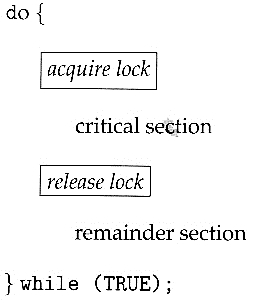 do {
acquire lock
critical section
release lock
remainder section
} while (TRUE);